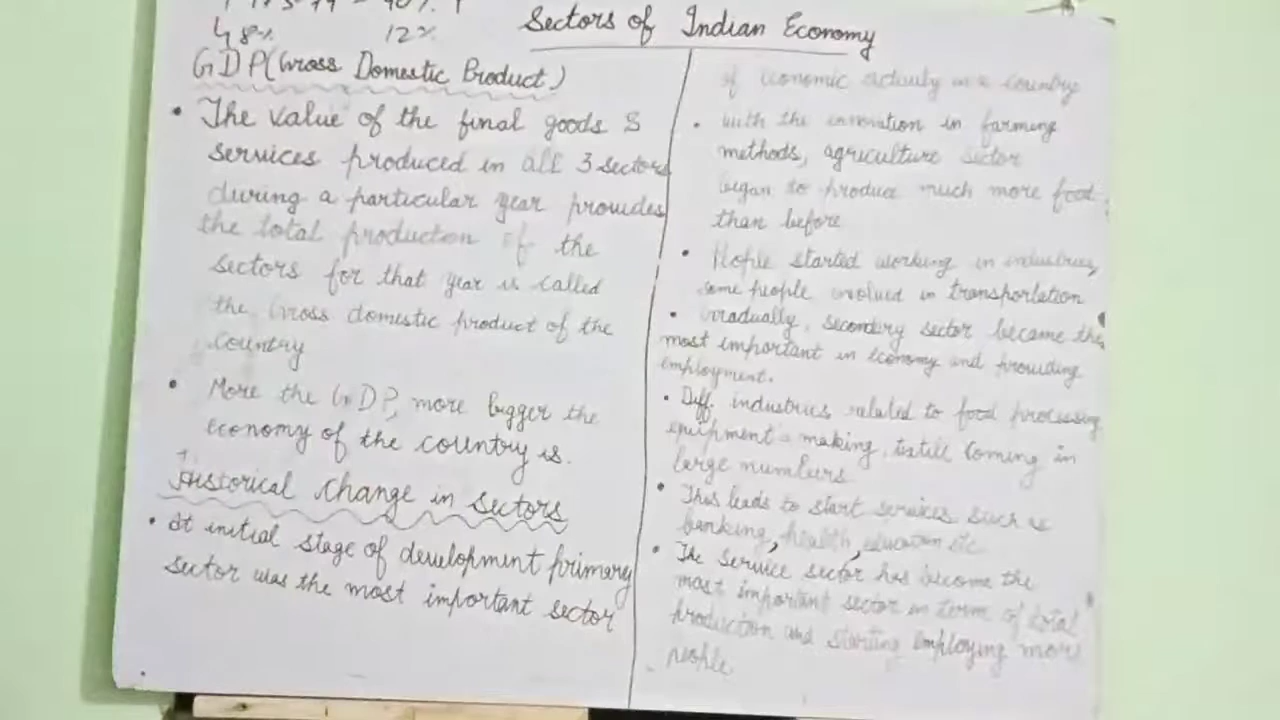 48% 12%
Sectors of Indian Economy
GDP (Gross Domestic Product)
• The value of the final goods &
services produced in all 3 sectors
during a particular year provides
the total production of the
sectors for that year is called
the Gross domestic product of the
country
• More the GDP, more bigger the
economy of the country is.
Historical Change in Sectors
• At initial stage of development primary
sector was the most important sector
of economic activity in a country
• with the innovation in farming
methods, agriculture sector
began to produce much more food
than before
• People started working in industries,
some people involved in transportation
• Gradually, secondary sector became the
most important in economy and providing
employment.
• Diff. industries related to food processing
equipment making, textile coming in
large numbers
• This leads to start services such as
banking, health, education etc
• The service sector has become the
most important sector in term of total
production and starting employing more
people